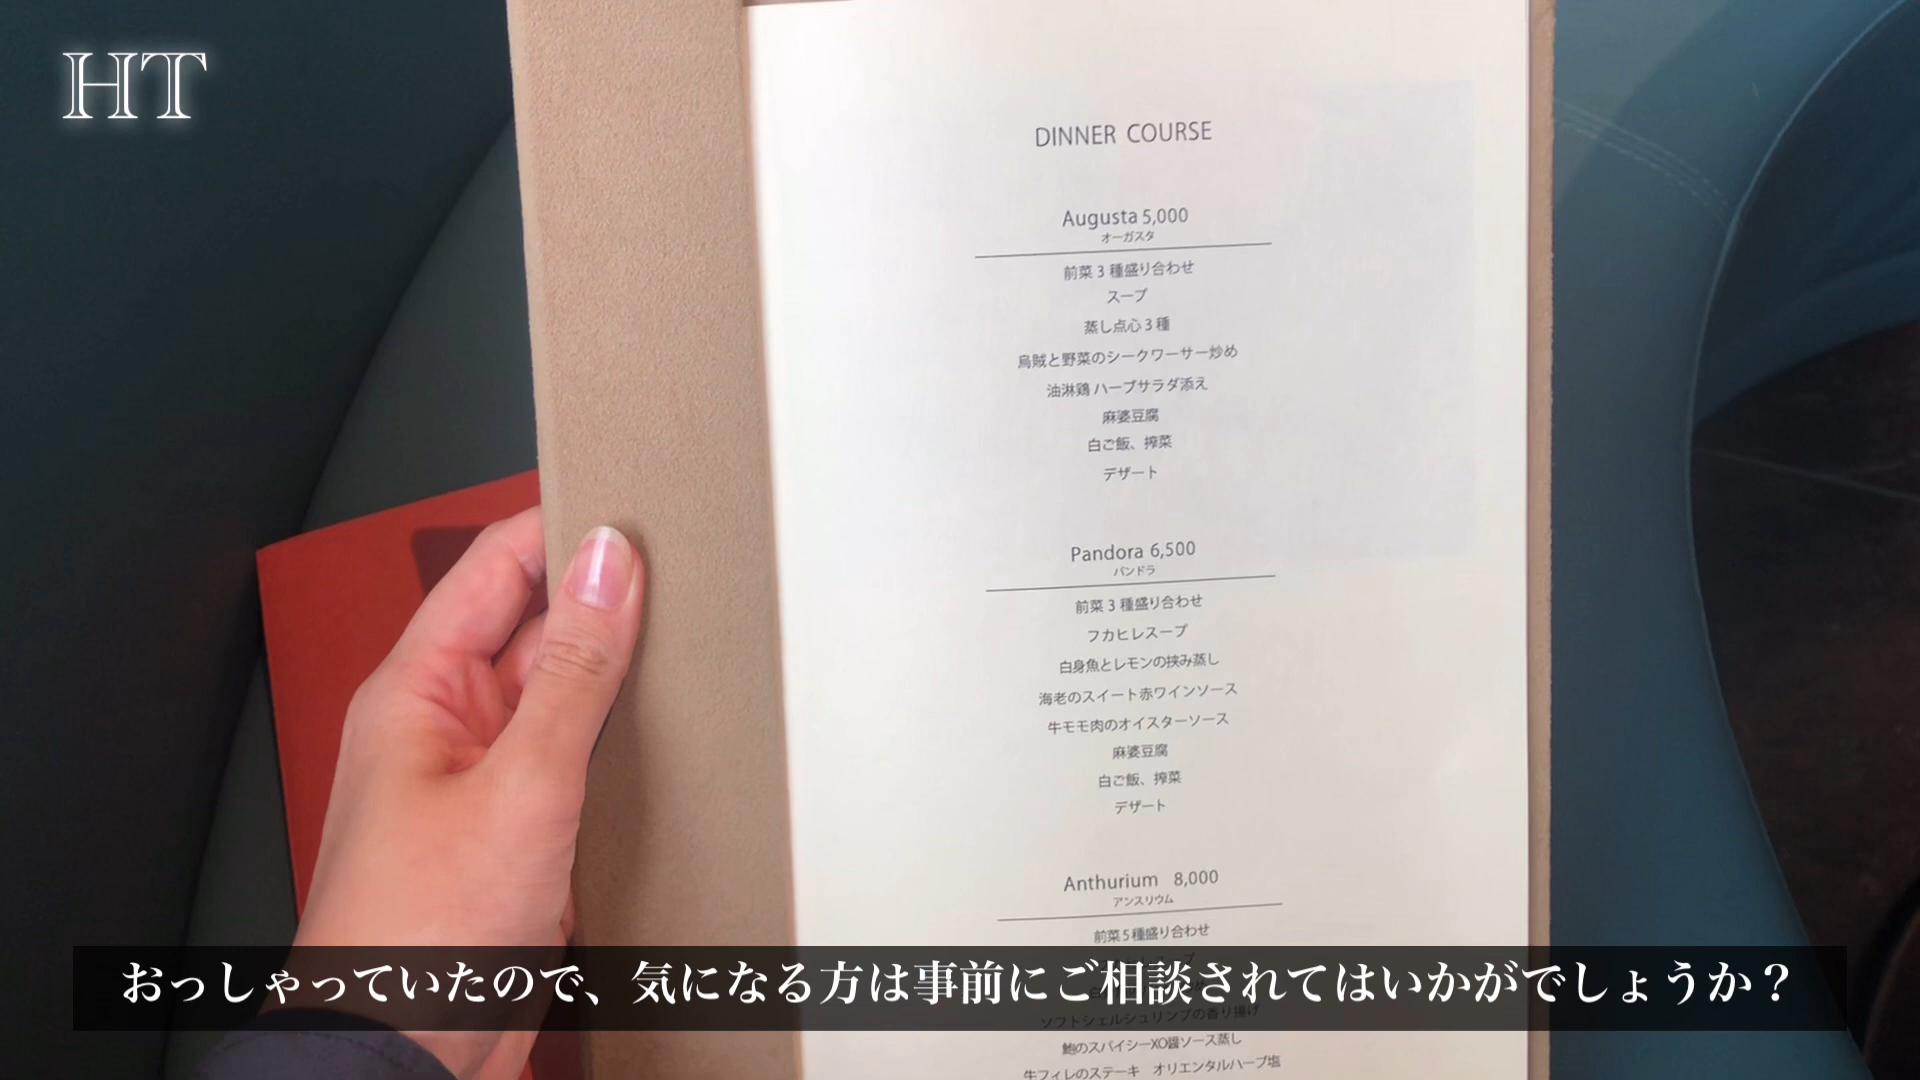 HT
DINNER COURSE
Augusta 5,000
オーガスタ
前菜3種盛り合わせ
スープ
蒸し点心3種
烏賊と野菜のシークワーサー炒め
油淋鶏 ハーブサラダ添え
麻婆豆腐
白ご飯、搾菜
デザート
Pandora 6,500
パンドラ
前菜3種盛り合わせ
フカヒレスープ
白身魚とレモンの挟み蒸し
海老のスイート赤ワインソース
牛モモ肉のオイスターソース
麻婆豆腐
白ご飯、搾菜
デザート
Anthurium 8,000
アンスリウム
前菜5種盛り合わせ
おっしゃっていたので、気になる方は事前にご相談されてはいかがでしょうか？
ソフトシェルシュリンプの香り揚げ
鮑のスパイシーXO醤ソース蒸し
牛フィレのステーキ オリエンタルハーブ塩